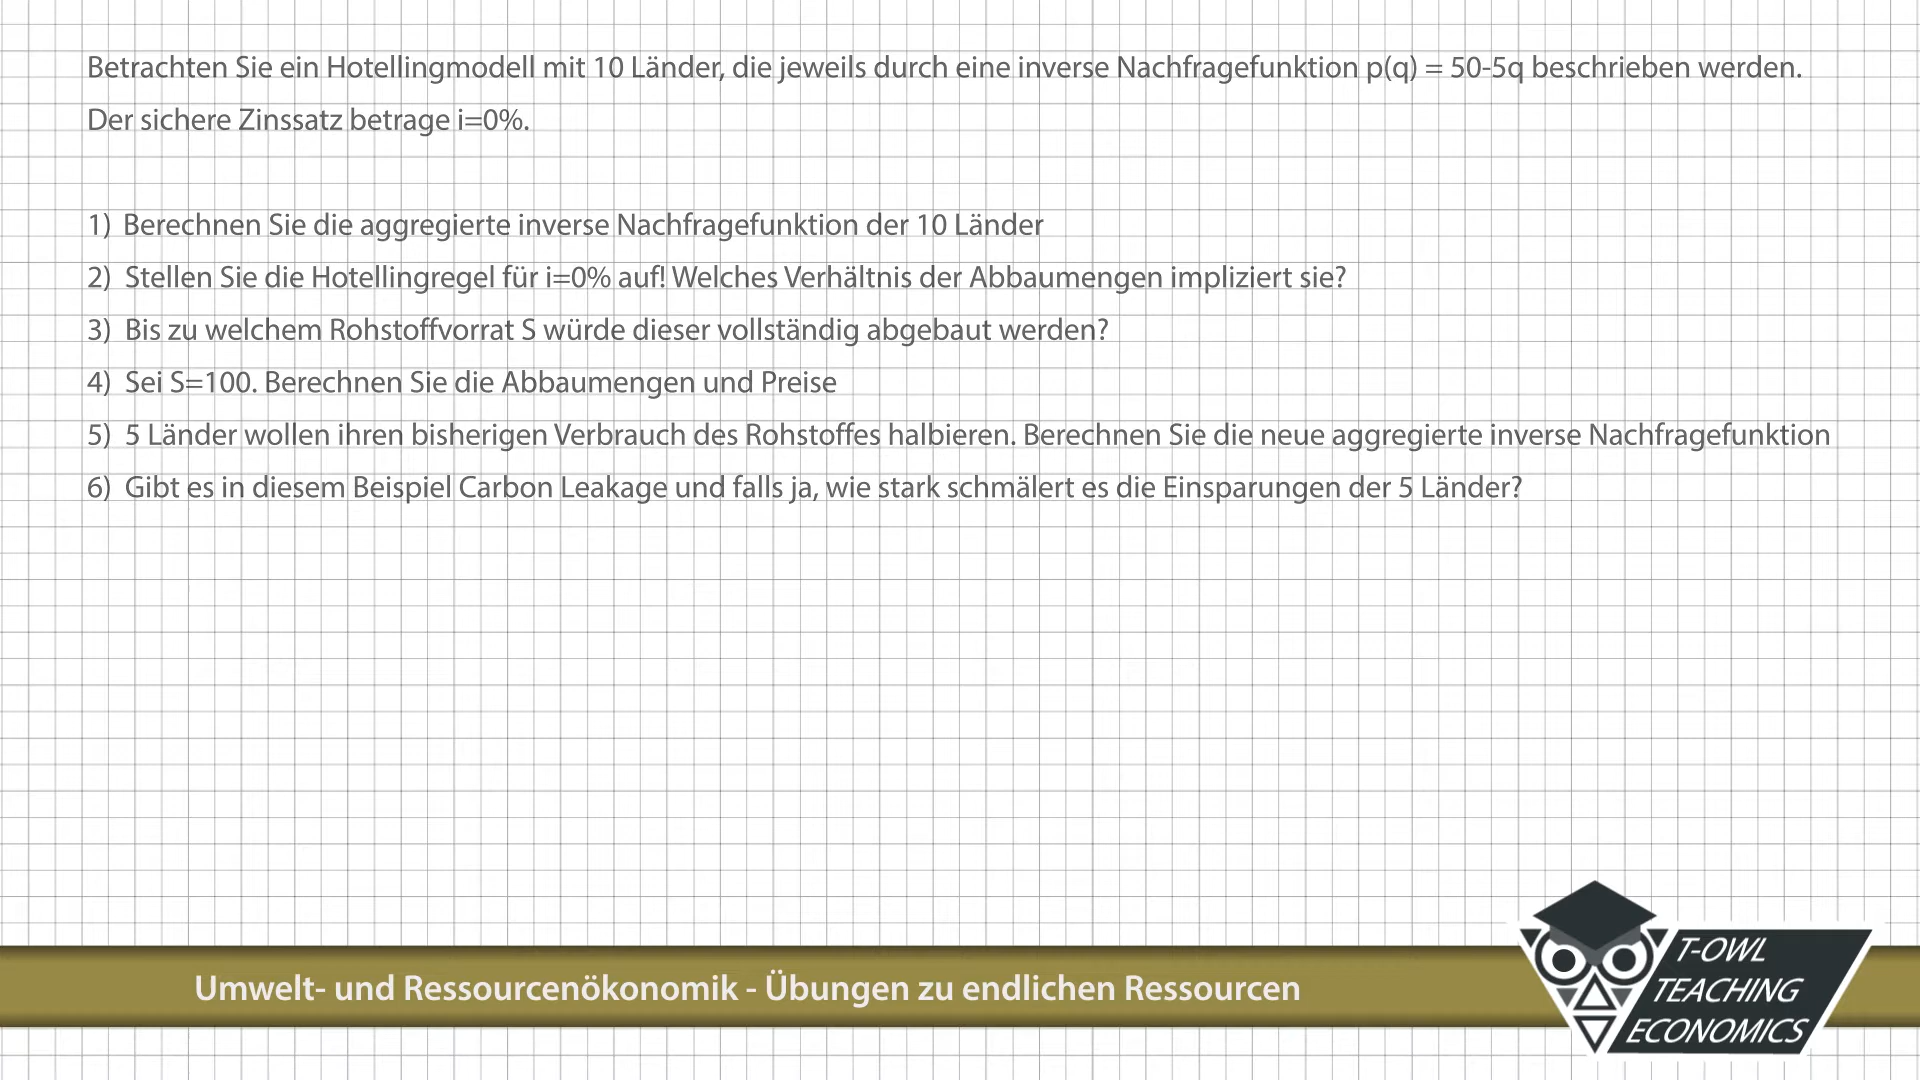 Betrachten Sie ein Hotellingmodell mit 10 Länder, die jeweils durch eine inverse Nachfragefunktion p(q) = 50-5q beschrieben werden.
Der sichere Zinssatz betrage i=0%.
1) Berechnen Sie die aggregierte inverse Nachfragefunktion der 10 Länder
2) Stellen Sie die Hotellingregel für i=0% auf! Welches Verhältnis der Abbaumengen impliziert sie?
3) Bis zu welchem Rohstoffvorrat S würde dieser vollständig abgebaut werden?
4) Sei S=100. Berechnen Sie die Abbaumengen und Preise
5) 5 Länder wollen ihren bisherigen Verbrauch des Rohstoffes halbieren. Berechnen Sie die neue aggregierte inverse Nachfragefunktion
6) Gibt es in diesem Beispiel Carbon Leakage und falls ja, wie stark schmälert es die Einsparungen der 5 Länder?
Umwelt- und Ressourcenökonomik - Übungen zu endlichen Ressourcen
T-OWL
TEACHING
ECONOMICS